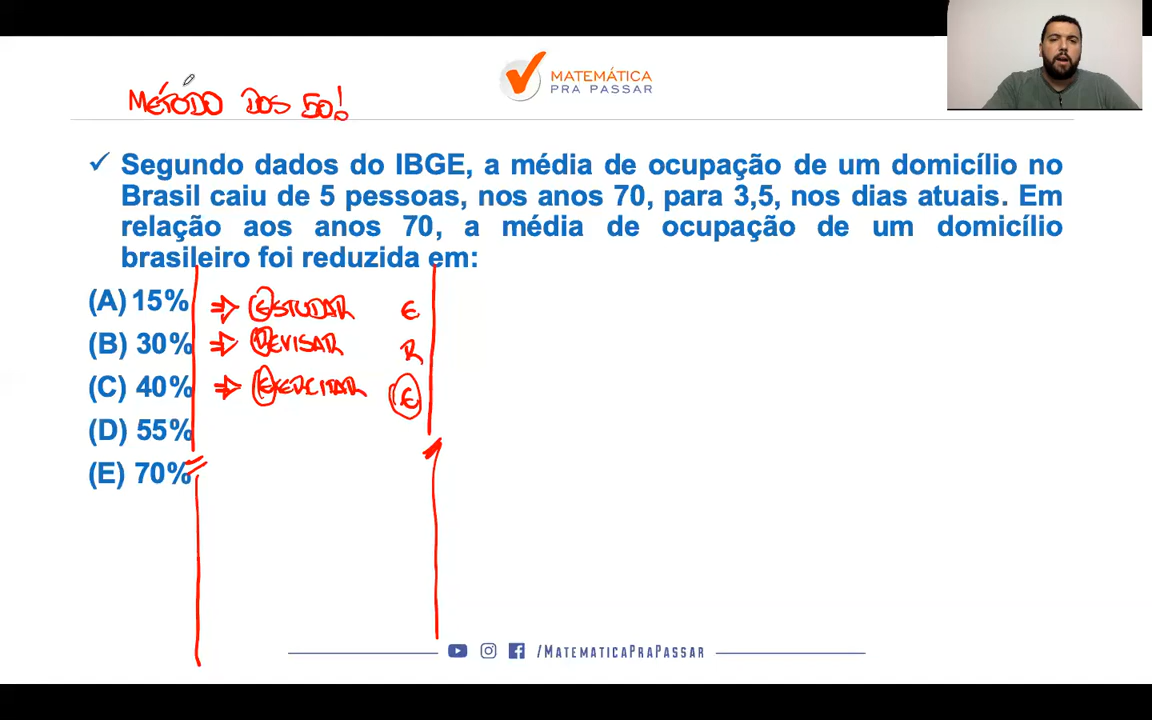 MÉTODO DOS 50!
MATEMÁTICA
PRA PASSAR
Segundo dados do IBGE, a média de ocupação de um domicílio no
Brasil caiu de 5 pessoas, nos anos 70, para 3,5, nos dias atuais. Em
relação aos anos 70, a média de ocupação de um domicílio
brasileiro foi reduzida em:
(A) 15% ⇒ ESTUDAR E
(B) 30% ⇒ REVISAR R
(C) 40% ⇒ EXERCITAR E
(D) 55%
(E) 70%
/MATEMATICAPRAPASSAR